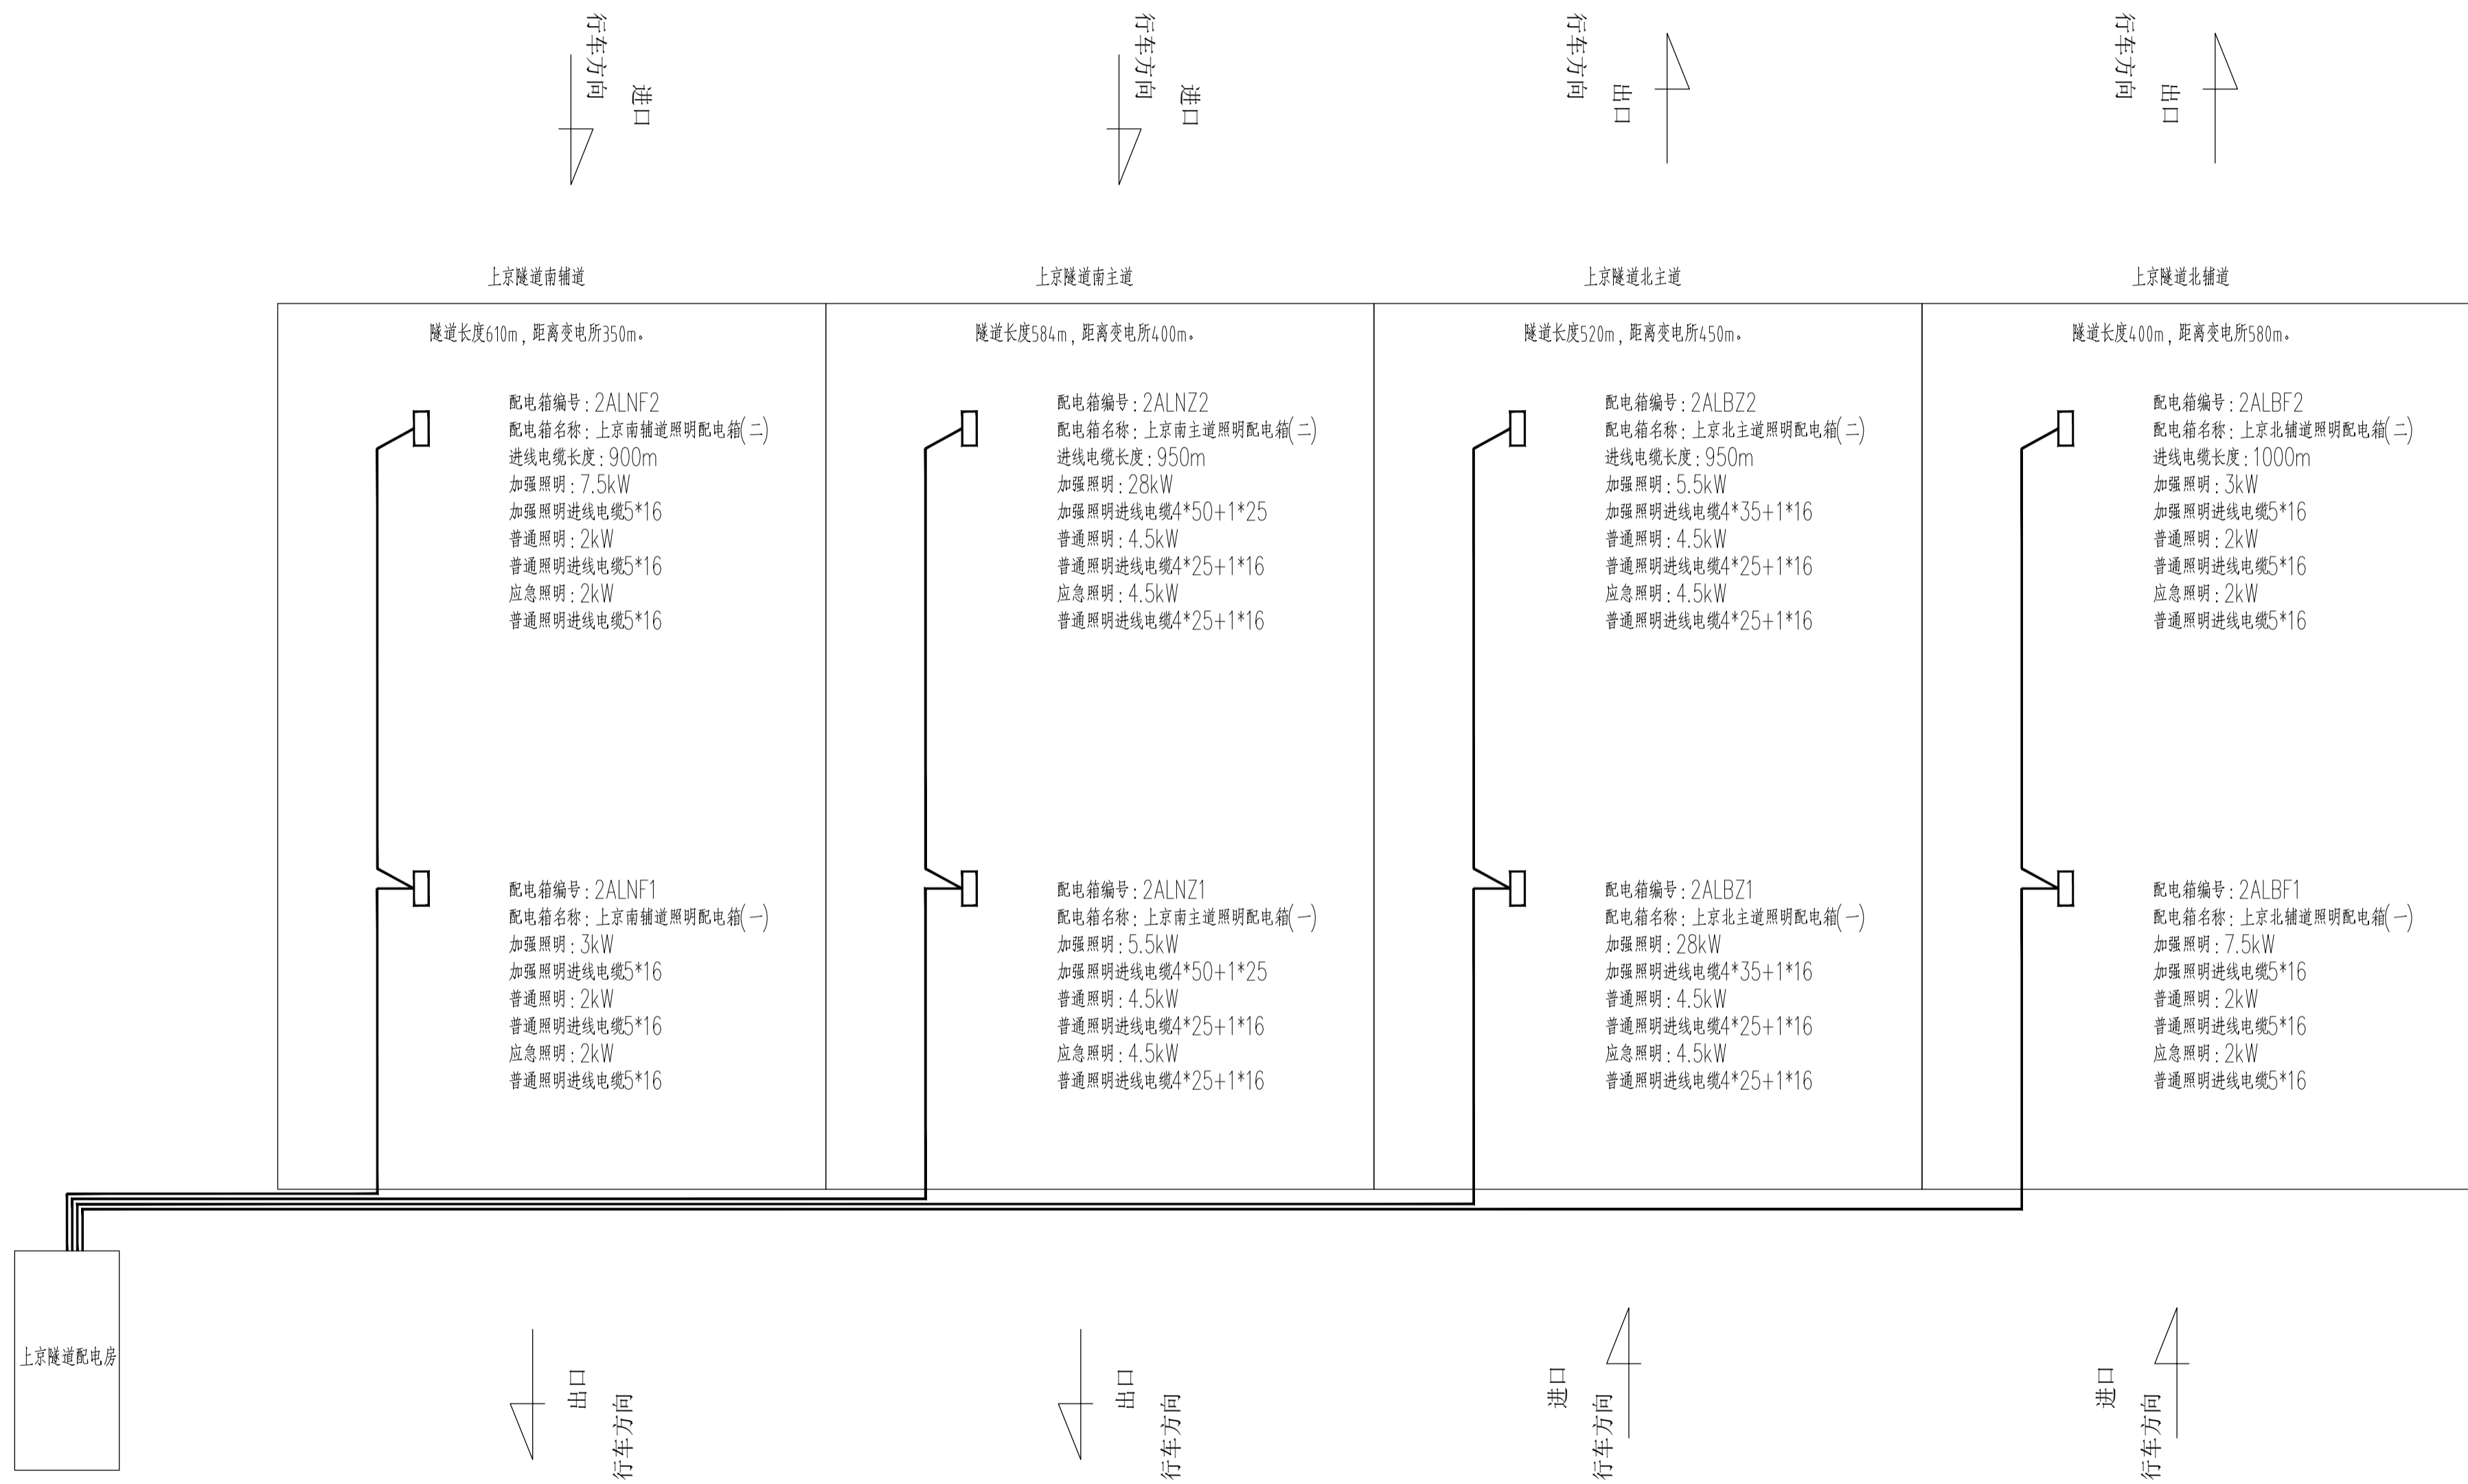 行车方向
进口
行车方向
进口
行车方向
出口
行车方向
出口
上京隧道南辅道
上京隧道南主道
上京隧道北主道
上京隧道北辅道
隧道长度610m，距离变电所350m。
配电箱编号：2ALNF2
配电箱名称：上京南辅道照明配电箱(二)
进线电缆长度：900m
加强照明：7.5kW
加强照明进线电缆5*16
普通照明：2kW
普通照明进线电缆5*16
应急照明：2kW
普通照明进线电缆5*16
配电箱编号：2ALNF1
配电箱名称：上京南辅道照明配电箱(一)
加强照明：3kW
加强照明进线电缆5*16
普通照明：2kW
普通照明进线电缆5*16
应急照明：2kW
普通照明进线电缆5*16
隧道长度584m，距离变电所400m。
配电箱编号：2ALNZ2
配电箱名称：上京南主道照明配电箱(二)
进线电缆长度：950m
加强照明：28kW
加强照明进线电缆4*50+1*25
普通照明：4.5kW
普通照明进线电缆4*25+1*16
应急照明：4.5kW
普通照明进线电缆4*25+1*16
配电箱编号：2ALNZ1
配电箱名称：上京南主道照明配电箱(一)
加强照明：5.5kW
加强照明进线电缆4*50+1*25
普通照明：4.5kW
普通照明进线电缆4*25+1*16
应急照明：4.5kW
普通照明进线电缆4*25+1*16
隧道长度520m，距离变电所450m。
配电箱编号：2ALBZ2
配电箱名称：上京北主道照明配电箱(二)
进线电缆长度：950m
加强照明：5.5kW
加强照明进线电缆4*35+1*16
普通照明：4.5kW
普通照明进线电缆4*25+1*16
应急照明：4.5kW
普通照明进线电缆4*25+1*16
配电箱编号：2ALBZ1
配电箱名称：上京北主道照明配电箱(一)
加强照明：28kW
加强照明进线电缆4*35+1*16
普通照明：4.5kW
普通照明进线电缆4*25+1*16
应急照明：4.5kW
普通照明进线电缆4*25+1*16
隧道长度400m，距离变电所580m。
配电箱编号：2ALBF2
配电箱名称：上京北辅道照明配电箱(二)
进线电缆长度：1000m
加强照明：3kW
加强照明进线电缆5*16
普通照明：2kW
普通照明进线电缆5*16
应急照明：2kW
普通照明进线电缆5*16
配电箱编号：2ALBF1
配电箱名称：上京北辅道照明配电箱(一)
加强照明：7.5kW
加强照明进线电缆5*16
普通照明：2kW
普通照明进线电缆5*16
应急照明：2kW
普通照明进线电缆5*16
上京隧道配电房
出口
行车方向
出口
行车方向
进口
行车方向
进口
行车方向